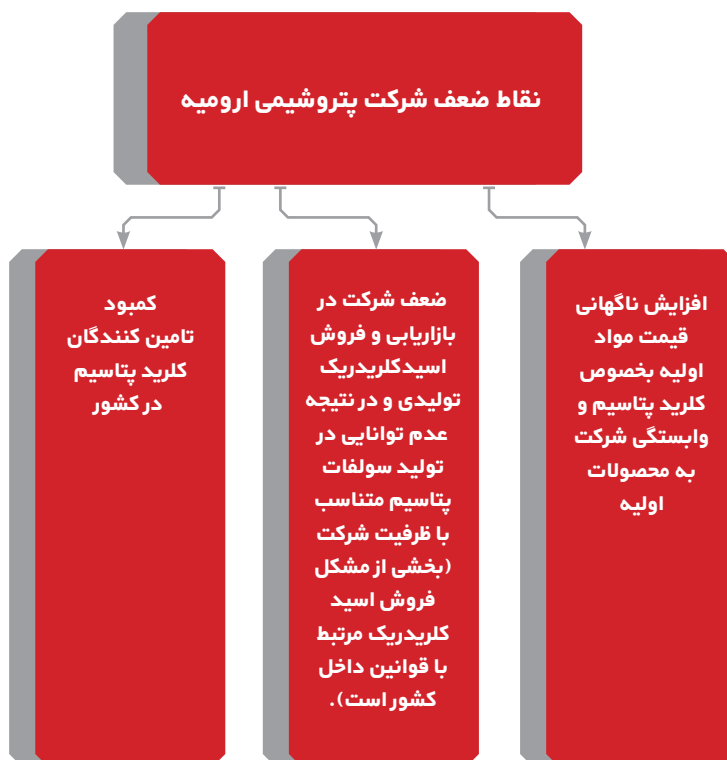 نقاط ضعف شرکت پتروشیمی ارومیه
افزایش ناگهانی
قیمت مواد
اولیه بخصوص
کلرید پتاسیم و
وابستگی شرکت
به محصولات
اولیه
ضعف شرکت در
بازاریابی و فروش
اسیدکلریدریک
تولیدی و در نتیجه
عدم توانایی در
تولید سولفات
پتاسیم متناسب
با ظرفیت شرکت
(بخشی از مشکل
فروش اسید
کلریدریک مرتبط
با قوانین داخل
کشور است).
کمبود
تامین کنندگان
کلرید پتاسیم
در کشور